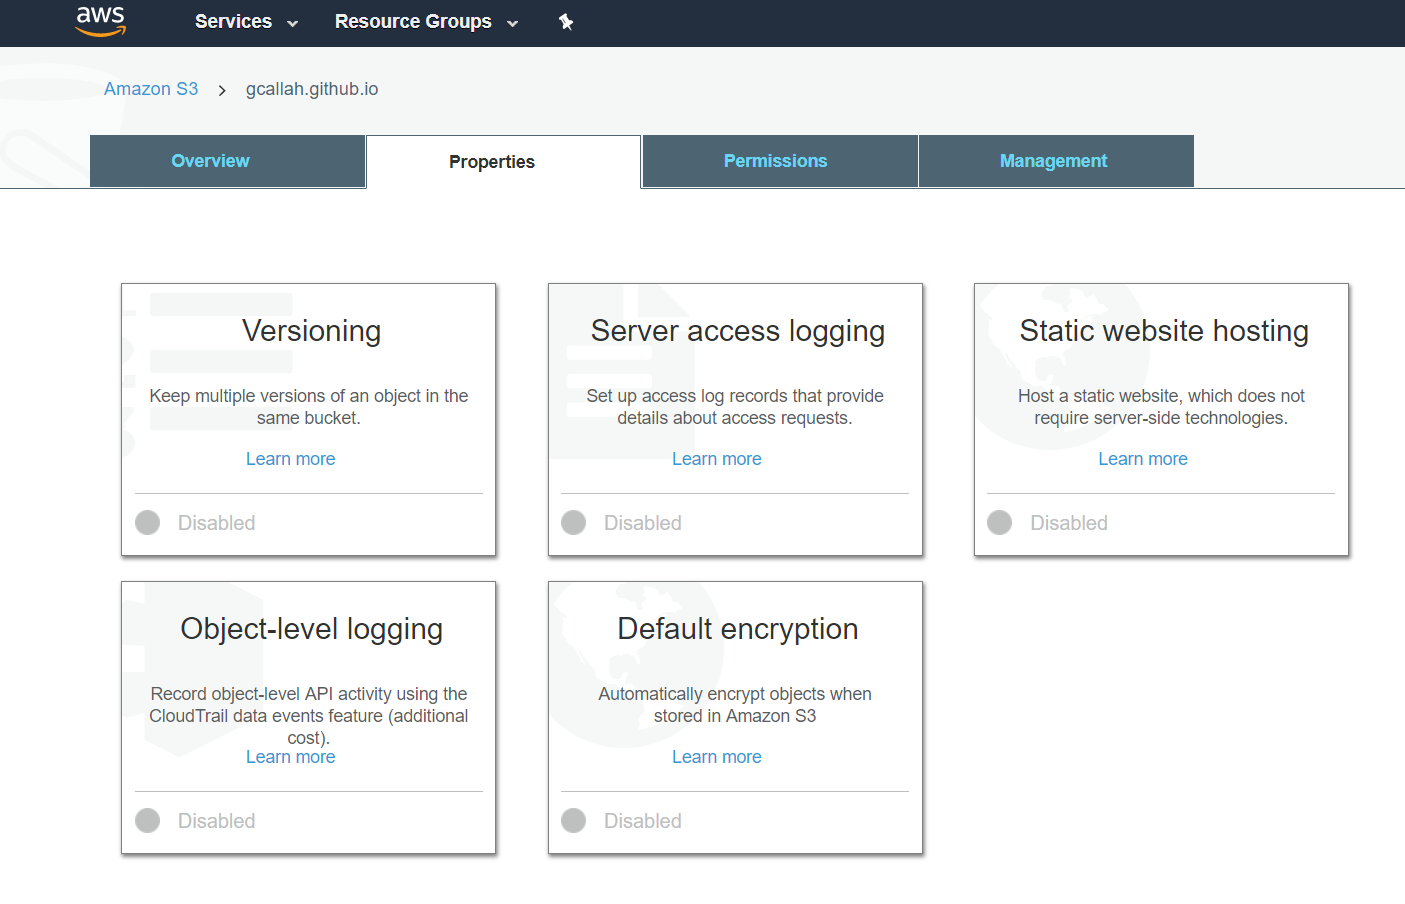 aws Services Resource Groups
Amazon S3 > gcallah.github.io
Overview Properties Permissions Management
Versioning
Keep multiple versions of an object in the
same bucket.
Learn more
Disabled
Server access logging
Set up access log records that provide
details about access requests.
Learn more
Disabled
Static website hosting
Host a static website, which does not
require server-side technologies.
Learn more
Disabled
Object-level logging
Record object-level API activity using the
CloudTrail data events feature (additional
cost).
Learn more
Disabled
Default encryption
Automatically encrypt objects when
stored in Amazon S3
Learn more
Disabled